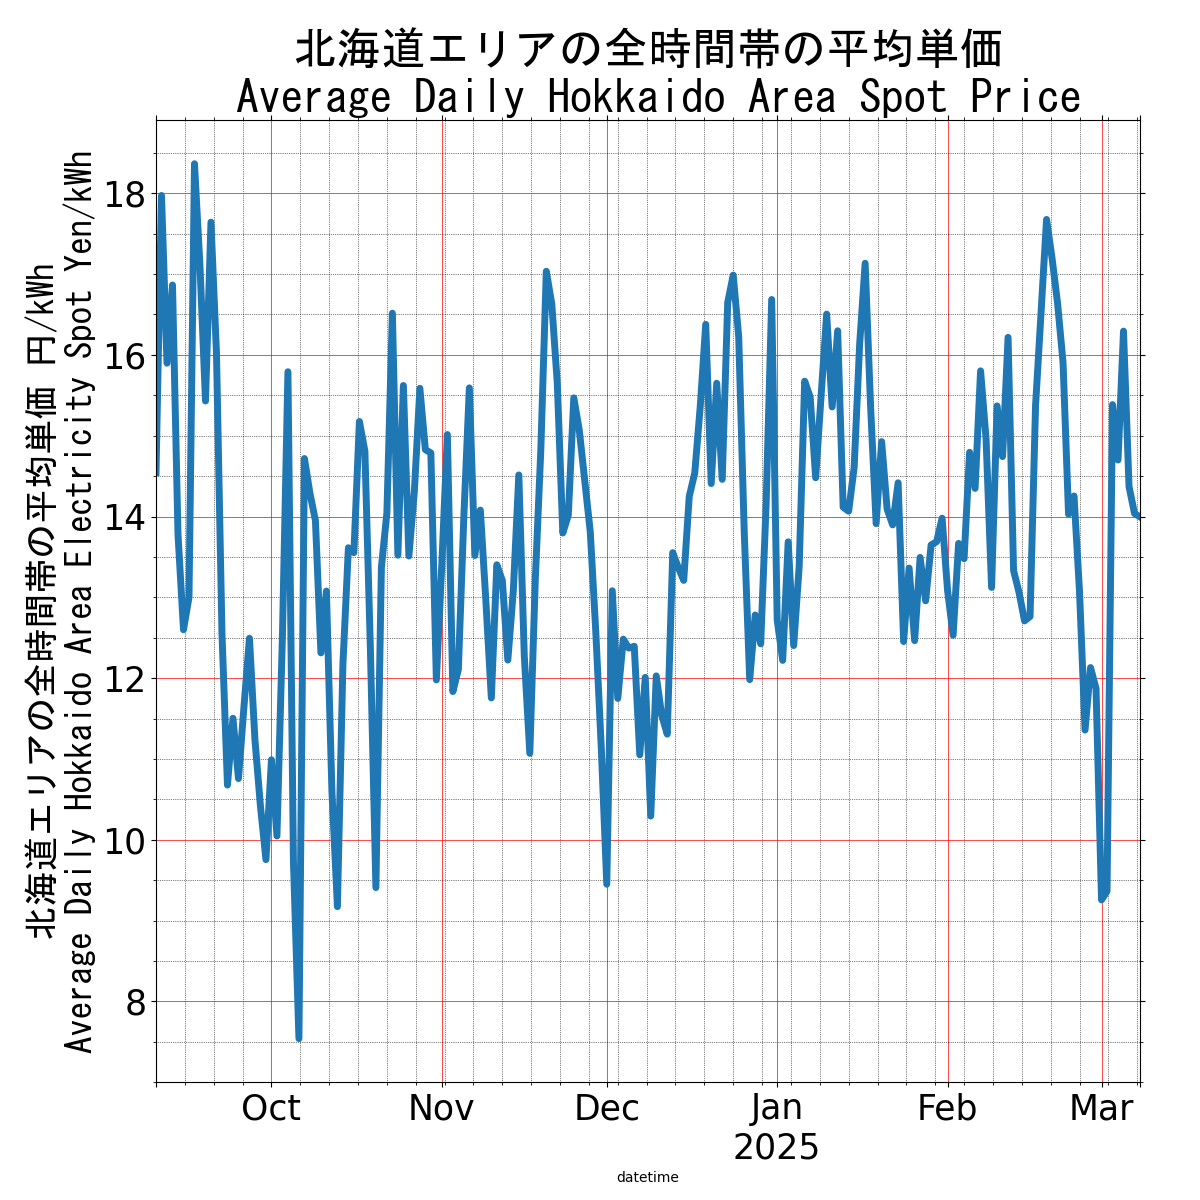 北海道エリアの全時間帯の平均単価
Average Daily Hokkaido Area Spot Price
北海道エリアの全時間帯の平均単価 円/kWh
Average Daily Hokkaido Area Electricity Spot Yen/kWh
18
16
14
12
10
8
Oct
Nov
Dec
Jan
2025
Feb
Mar
datetime